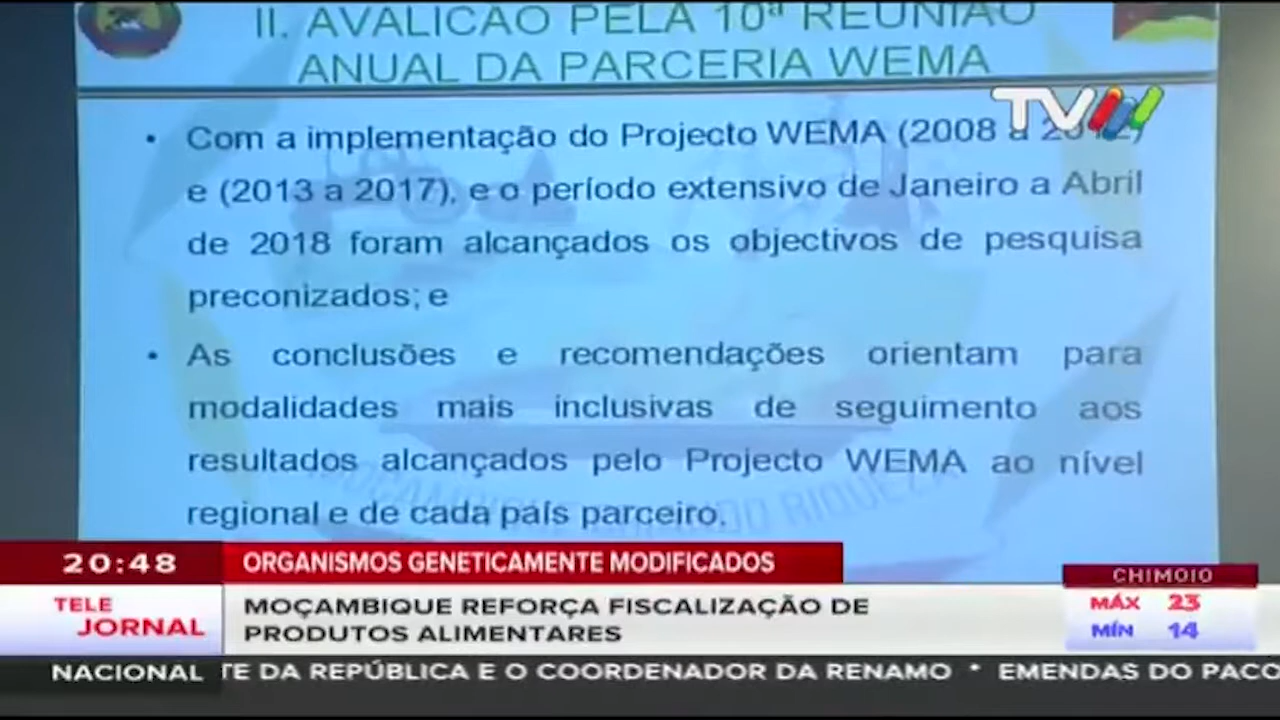 II. AVALICAO PELA 10ª REUNIÃO
ANUAL DA PARCERIA WEMA
TVM
• Com a implementação do Projecto WEMA (2008 a 2012)
e (2013 a 2017), e o período extensivo de Janeiro a Abril
de 2018 foram alcançados os objectivos de pesquisa
preconizados; e
• As conclusões e recomendações orientam para
modalidades mais inclusivas de seguimento aos
resultados alcançados pelo Projecto WEMA ao nível
regional e de cada país parceiro.
20:48
ORGANISMOS GENETICAMENTE MODIFICADOS
TELE
JORNAL
MOÇAMBIQUE REFORÇA FISCALIZAÇÃO DE
PRODUTOS ALIMENTARES
CHIMOIO
MÁX 23
MÍN 14
NACIONAL TE DA REPÚBLICA E O COORDENADOR DA RENAMO * EMENDAS DO PACO